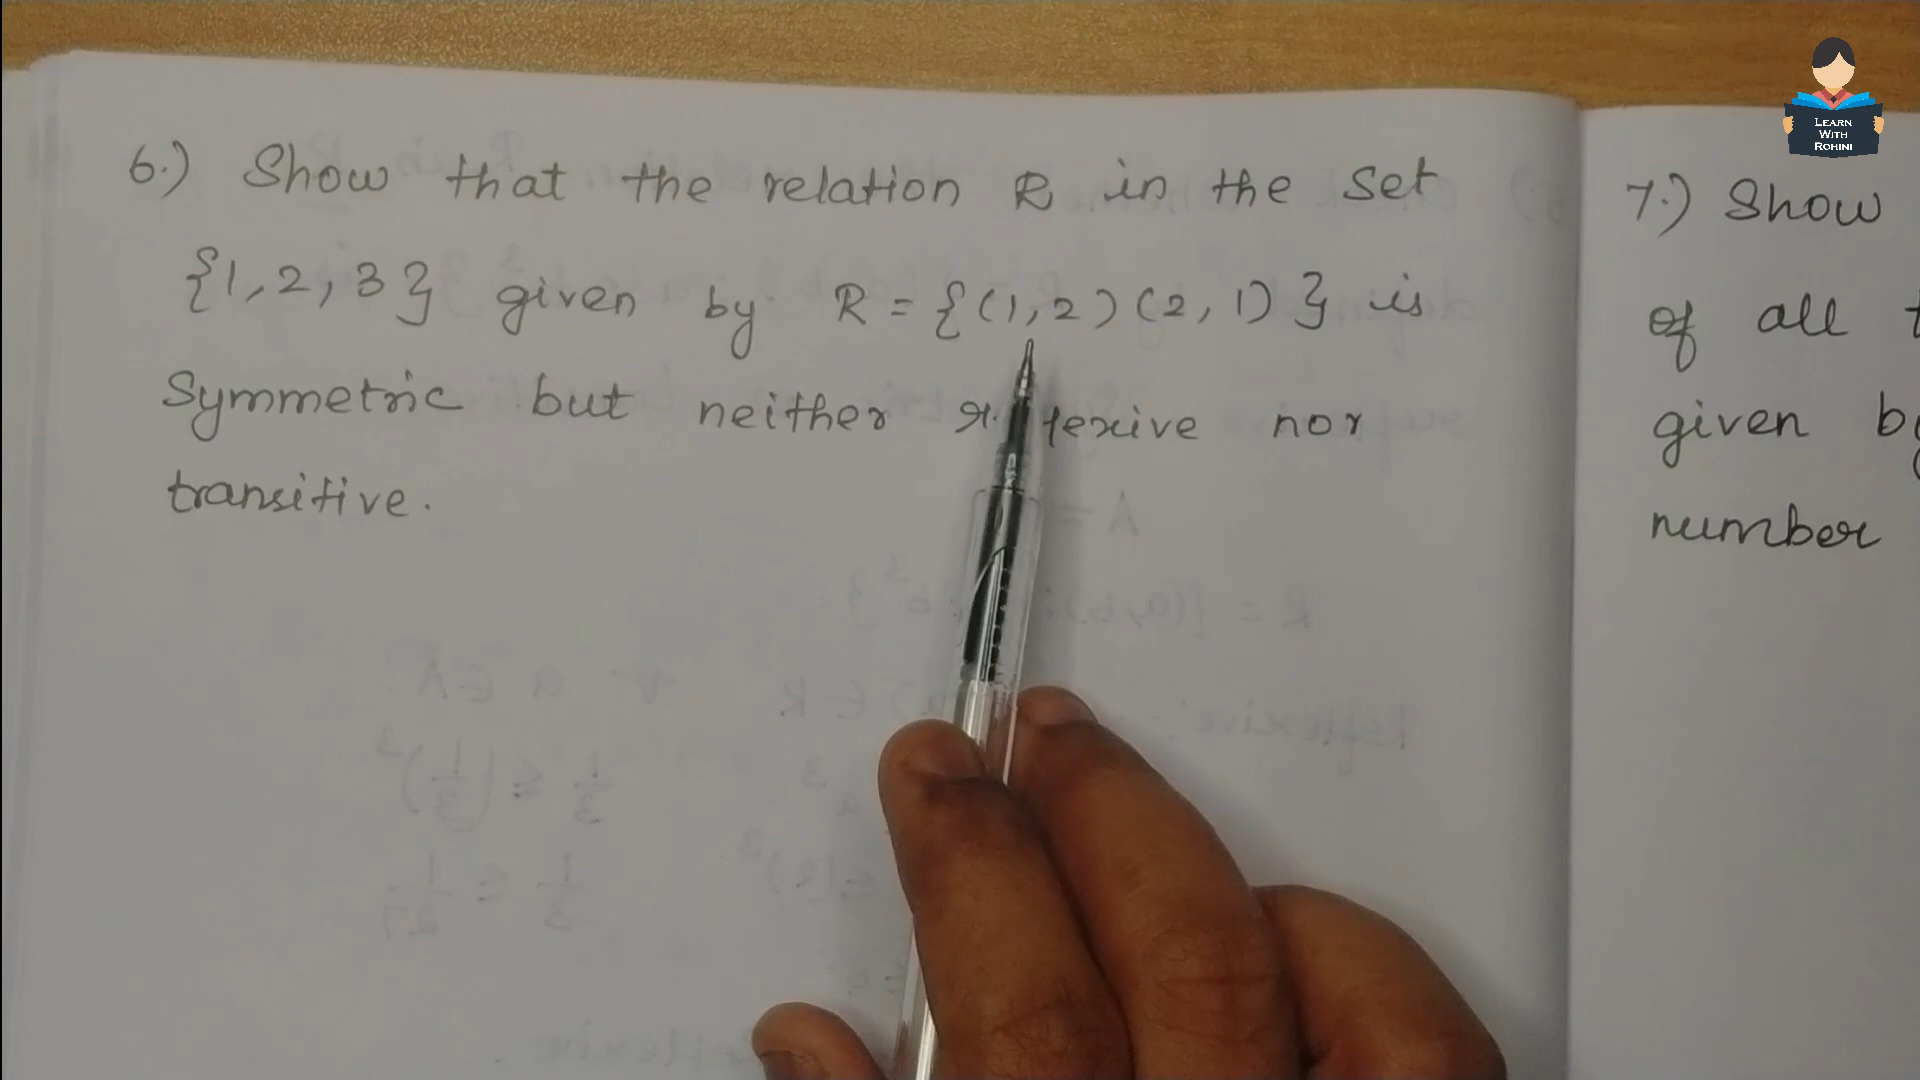 6.) Show that the relation R in the set
{1,2,3} given by R = {(1,2) (2,1)} is
Symmetric but neither nor
transitive.
7.) Show
of all
given
number
LEARN
WITH
ROHINI